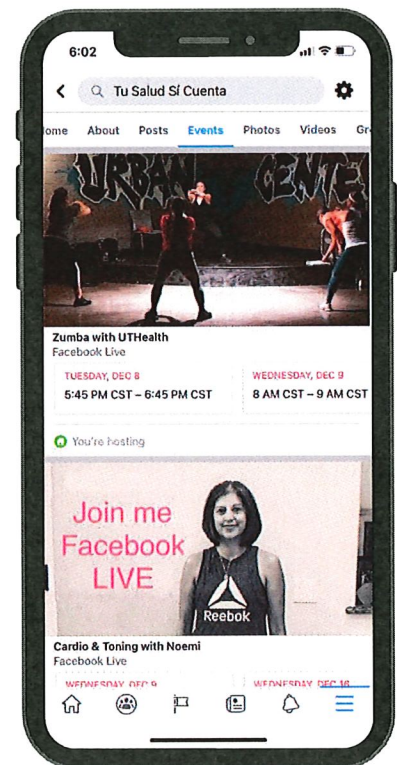 6:02
Tu Salud Sí Cuenta
Home About Posts Events Photos Videos Gr
URBAN CENTE
Zumba with UTHealth
Facebook Live
TUESDAY, DEC 8
5:45 PM CST – 6:45 PM CST
WEDNESDAY, DEC 9
8 AM CST – 9 AM CST
You're hosting
Join me
Facebook
LIVE
Reebok
Cardio & Toning with Noemi
Facebook Live
WEDNESDAY, DEC 9
WEDNESDAY, DEC 16